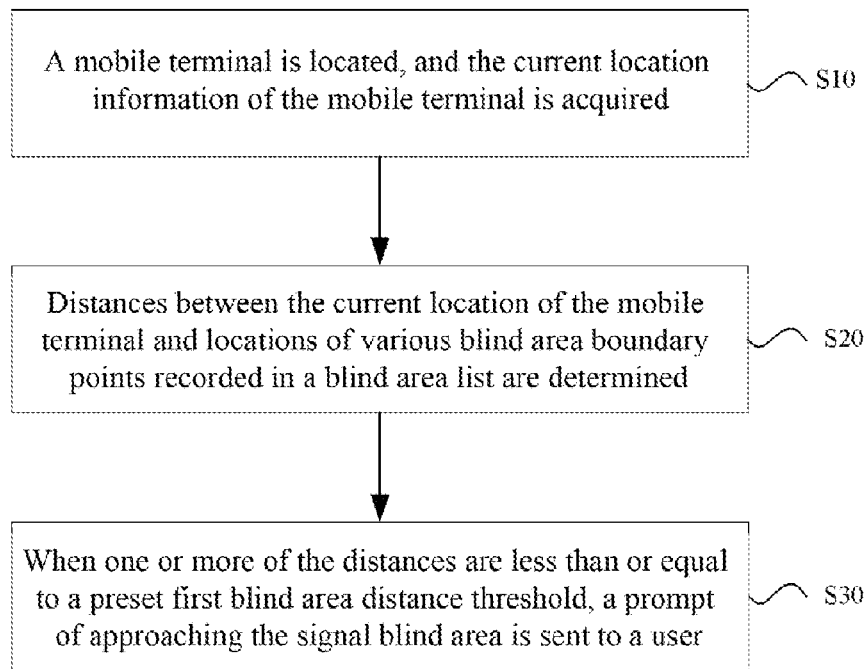 A mobile terminal is located, and the current location
information of the mobile terminal is acquired
S10
Distances between the current location of the mobile
terminal and locations of various blind area boundary
points recorded in a blind area list are determined
S20
When one or more of the distances are less than or equal
to a preset first blind area distance threshold, a prompt
of approaching the signal blind area is sent to a user
S30